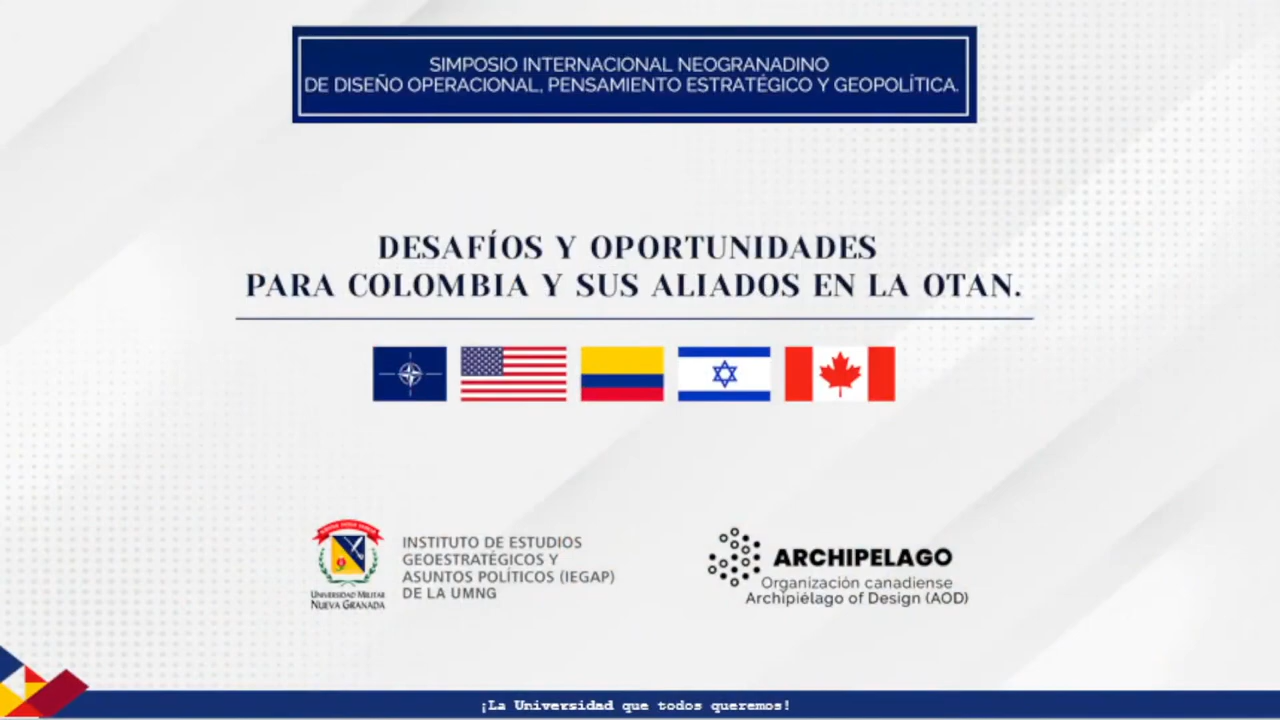 SIMPOSIO INTERNACIONAL NEOGRANADINO
DE DISEÑO OPERACIONAL, PENSAMIENTO ESTRATÉGICO Y GEOPOLÍTICA.
DESAFÍOS Y OPORTUNIDADES
PARA COLOMBIA Y SUS ALIADOS EN LA OTAN.
UNIVERSIDAD MILITAR
NUEVA GRANADA
INSTITUTO DE ESTUDIOS
GEOESTRATÉGICOS Y
ASUNTOS POLÍTICOS (IEGAP)
DE LA UMNG
ARCHIPELAGO
Organización canadiense
Archipiélago of Design (AOD)
¡La Universidad que todos queremos!